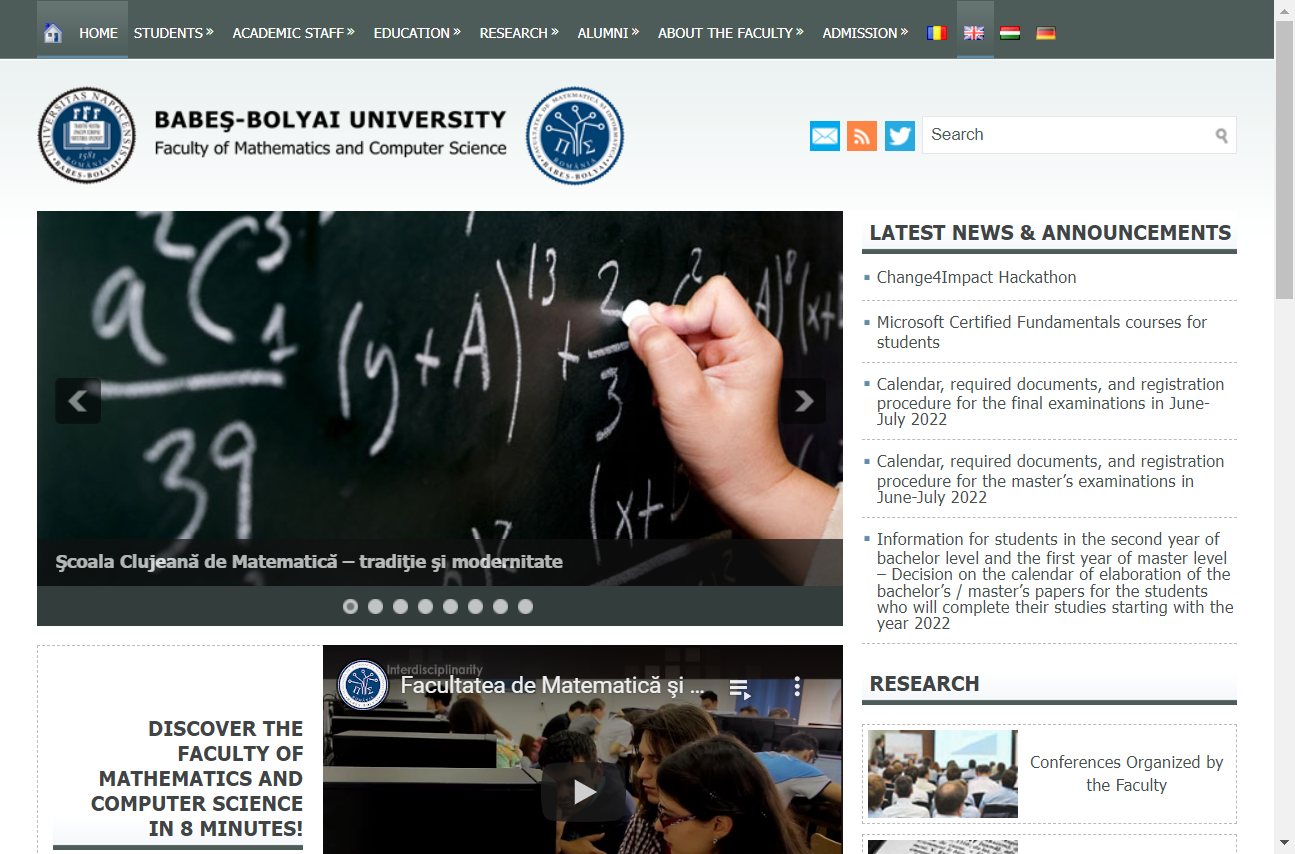 HOME
STUDENTS »
ACADEMIC STAFF »
EDUCATION »
RESEARCH »
ALUMNI »
ABOUT THE FACULTY »
ADMISSION »
BABEŞ-BOLYAI UNIVERSITY
Faculty of Mathematics and Computer Science
Search
a² C₁³
39
(y+A)¹³ + 2/3
(x+
Şcoala Clujeană de Matematică – tradiţie şi modernitate
LATEST NEWS & ANNOUNCEMENTS
Change4Impact Hackathon
Microsoft Certified Fundamentals courses for
students
Calendar, required documents, and registration
procedure for the final examinations in June-
July 2022
Calendar, required documents, and registration
procedure for the master’s examinations in
June-July 2022
Information for students in the second year of
bachelor level and the first year of master level
– Decision on the calendar of elaboration of the
bachelor’s / master’s papers for the students
who will complete their studies starting with the
year 2022
DISCOVER THE
FACULTY OF
MATHEMATICS AND
COMPUTER SCIENCE
IN 8 MINUTES!
Interdisciplinarity
Facultatea de Matematică şi ...
RESEARCH
Conferences Organized by
the Faculty